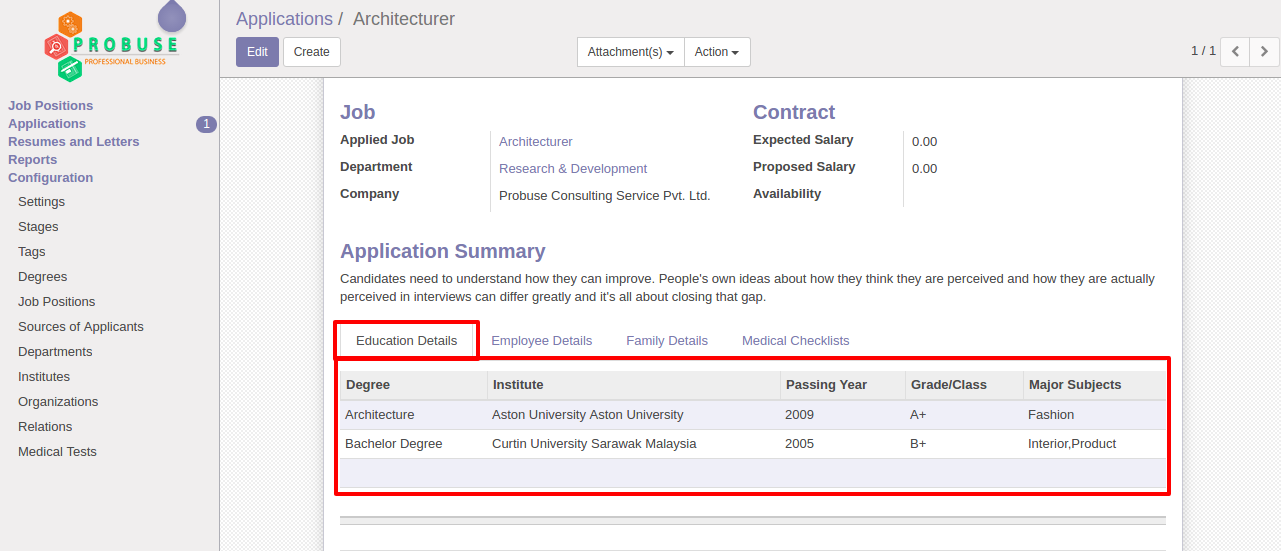 PROBUSE
PROFESSIONAL BUSINESS
Job Positions
Applications 1
Resumes and Letters
Reports
Configuration
Settings
Stages
Tags
Degrees
Job Positions
Sources of Applicants
Departments
Institutes
Organizations
Relations
Medical Tests
Applications / Architecturer
Edit Create Attachment(s) Action 1 / 1
Job
Applied Job Architecturer
Department Research & Development
Company Probuse Consulting Service Pvt. Ltd.
Contract
Expected Salary 0.00
Proposed Salary 0.00
Availability
Application Summary
Candidates need to understand how they can improve. People's own ideas about how they think they are perceived and how they are actually
perceived in interviews can differ greatly and it's all about closing that gap.
Education Details Employee Details Family Details Medical Checklists
Degree Institute Passing Year Grade/Class Major Subjects
Architecture Aston University Aston University 2009 A+ Fashion
Bachelor Degree Curtin University Sarawak Malaysia 2005 B+ Interior,Product